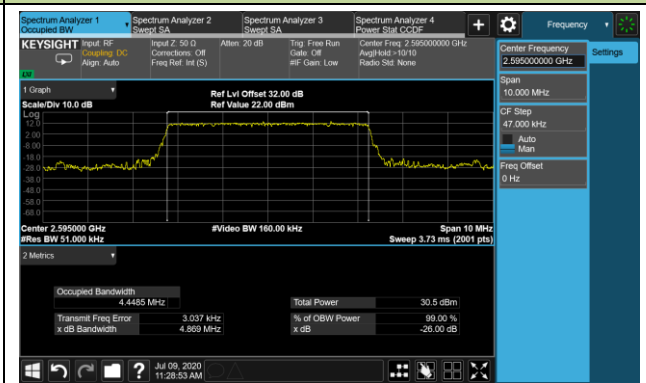 Spectrum Analyzer 1
Occupied BW
Spectrum Analyzer 2
Swept SA
Spectrum Analyzer 3
Swept SA
Spectrum Analyzer 4
Power Stat CCDF
+
Frequency
KEYSIGHT
Input: RF
Coupling: DC
Align: Auto
Input Z: 50 Ω
Corrections: Off
Freq Ref: Int (S)
Atten: 20 dB
Trig: Free Run
Gate: Off
#IF Gain: Low
Center Freq: 2.595000000 GHz
Avg|Hold:>10/10
Radio Std: None
Center Frequency
2.595000000 GHz
Settings
Span
10.000 MHz
CF Step
47.000 kHz
Auto
Man
Freq Offset
0 Hz
1 Graph
Scale/Div 10.0 dB
Ref Lvl Offset 32.00 dB
Ref Value 22.00 dBm
Log
12.0
2.00
-8.00
-18.0
-28.0
-38.0
-48.0
-58.0
-68.0
Center 2.595000 GHz
#Video BW 160.00 kHz
Span 10 MHz
#Res BW 51.000 kHz
Sweep 3.73 ms (2001 pts)
2 Metrics
Occupied Bandwidth
4.4485 MHz
Total Power 30.5 dBm
Transmit Freq Error 3.037 kHz
% of OBW Power 99.00 %
x dB Bandwidth 4.869 MHz
x dB -26.00 dB
?
Jul 09, 2020
11:28:53 AM